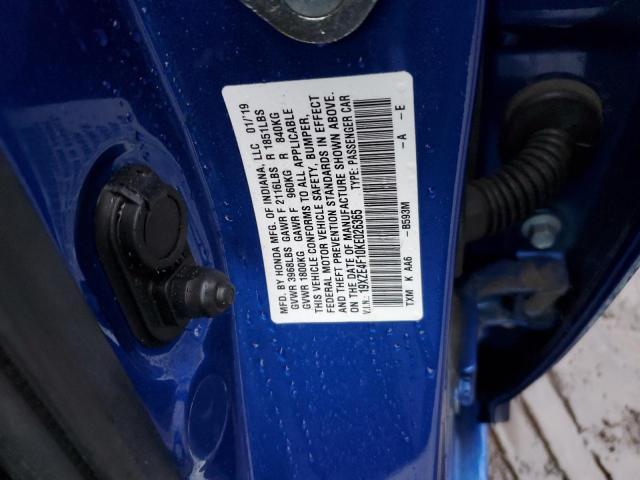 MFD. BY HONDA MFG. OF INDIANA, LLC 01/'19
GVWR 3968LBS GAWR F 2116LBS R 1851LBS
GVWR 1800KG GAWR F 960KG R 840KG
THIS VEHICLE CONFORMS TO ALL APPLICABLE
FEDERAL MOTOR VEHICLE SAFETY, BUMPER,
AND THEFT PREVENTION STANDARDS IN EFFECT
ON THE DATE OF MANUFACTURE SHOWN ABOVE.
V.I.N.: 19XZE4F10KE026365 TYPE: PASSENGER CAR
TXM K AA6 -B593M -A -E